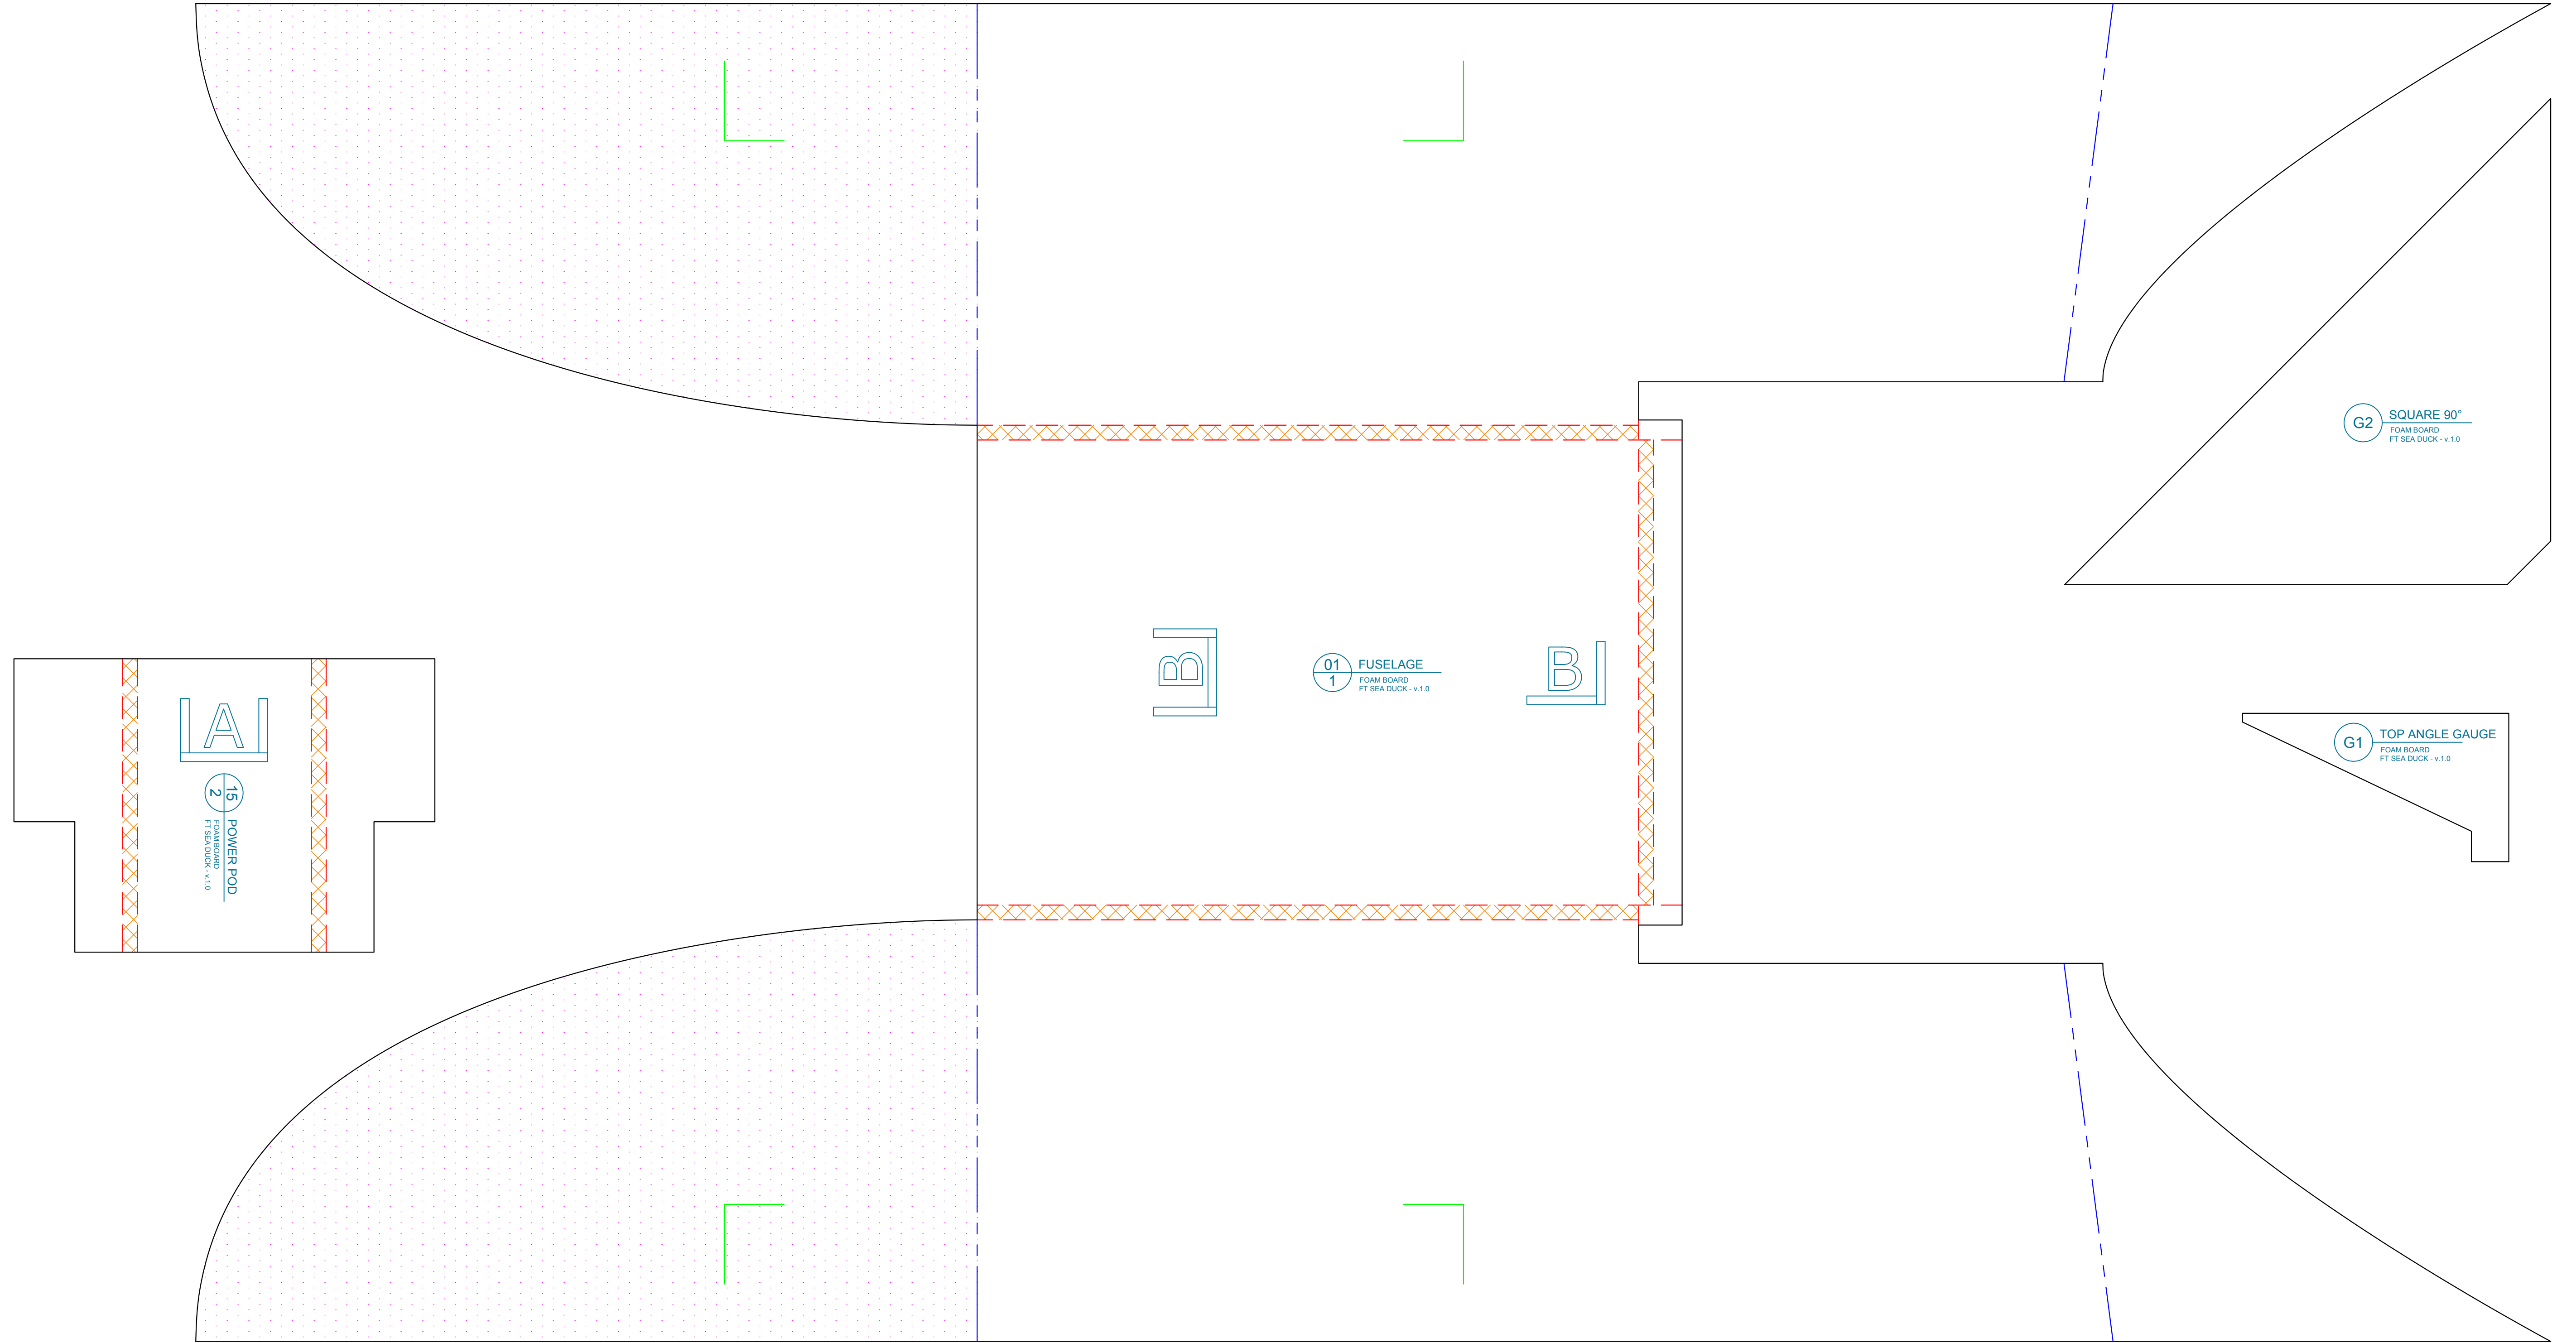 G2
SQUARE 90°
FOAM BOARD
FT SEA DUCK - v.1.0
A
15
2
POWER POD
FOAM BOARD
FT SEA DUCK - v.1.0
B
01
1
FUSELAGE
FOAM BOARD
FT SEA DUCK - v.1.0
B
G1
TOP ANGLE GAUGE
FOAM BOARD
FT SEA DUCK - v.1.0